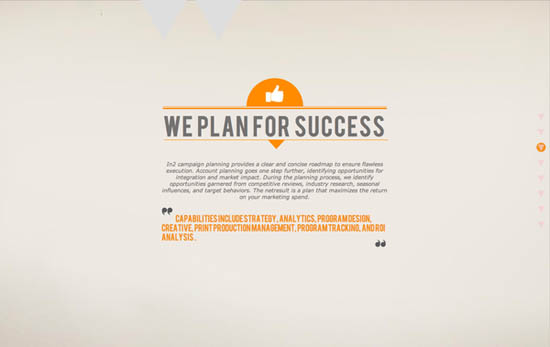 WE PLAN FOR SUCCESS
In2 campaign planning provides a clear and concise roadmap to ensure flawless
execution. Account planning goes one step further, identifying opportunities for
integration and market impact. During the planning process, we identify
opportunities garnered from competitive reviews, industry research, seasonal
influences, and target behaviors. The netresult is a plan that maximizes the return
on your marketing spend.
❝ CAPABILITIES INCLUDE STRATEGY, ANALYTICS, PROGRAM DESIGN,
CREATIVE, PRINT PRODUCTION MANAGEMENT, PROGRAM TRACKING, AND ROI
ANALYSIS . ❞